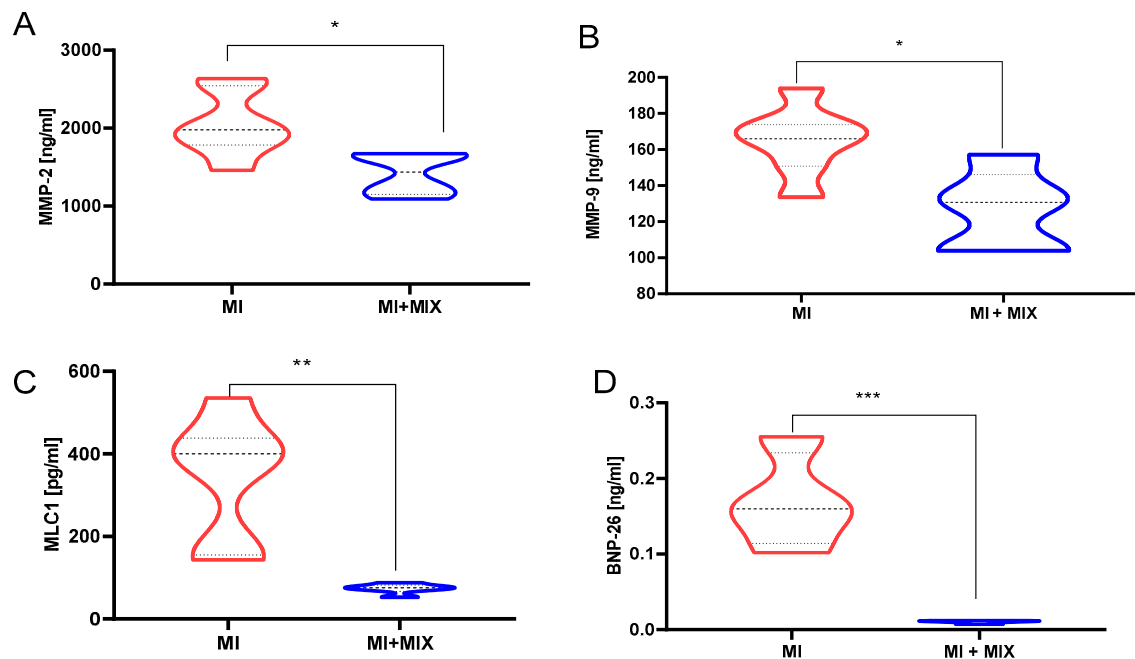 A
*
3000
2000
1000
0
MMP-2 [ng/ml]
MI
MI+MIX
B
*
200
180
160
140
120
100
80
MMP-9 [ng/ml]
MI
MI + MIX
C
**
600
400
200
0
MLC1 [pg/ml]
MI
MI+MIX
D
***
0.3
0.2
0.1
0.0
BNP-26 [ng/ml]
MI
MI + MIX